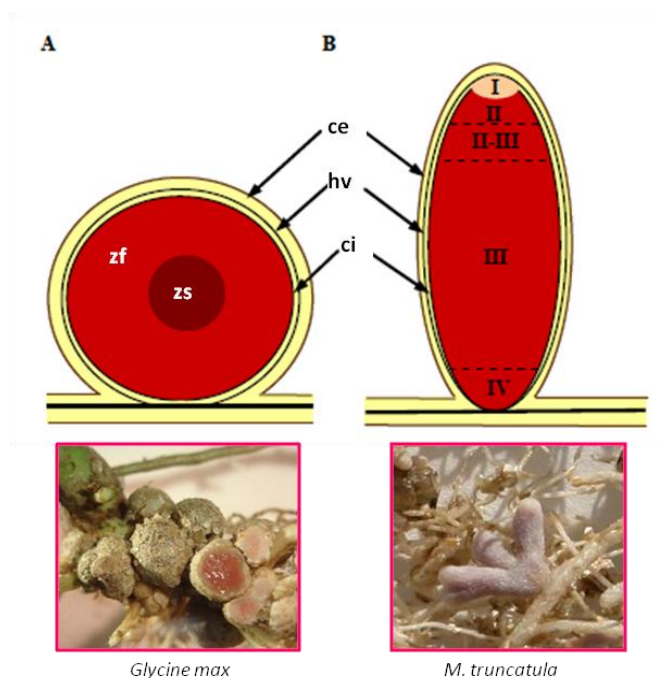 A
B
I
II
II-III
ce
hv
zf
ci
III
zs
IV
Glycine max
M. truncatula